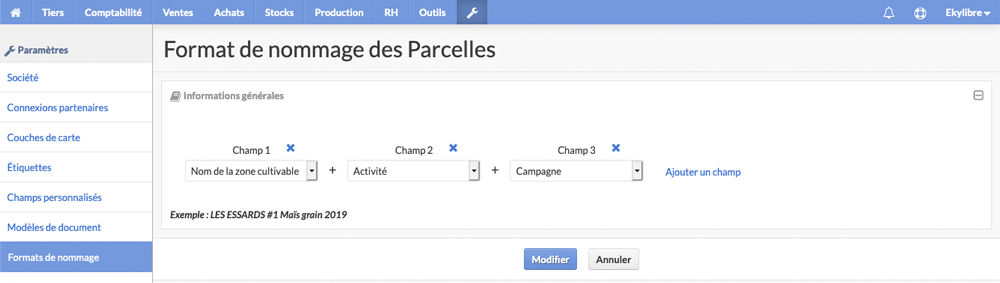 Tiers Comptabilité Ventes Achats Stocks Production RH Outils Ekylibre
Paramètres
Société
Connexions partenaires
Couches de carte
Étiquettes
Champs personnalisés
Modèles de document
Formats de nommage
Format de nommage des Parcelles
Informations générales
Champ 1 Champ 2 Champ 3
Nom de la zone cultivable + Activité + Campagne Ajouter un champ
Exemple : LES ESSARDS #1 Maïs grain 2019
Modifier Annuler